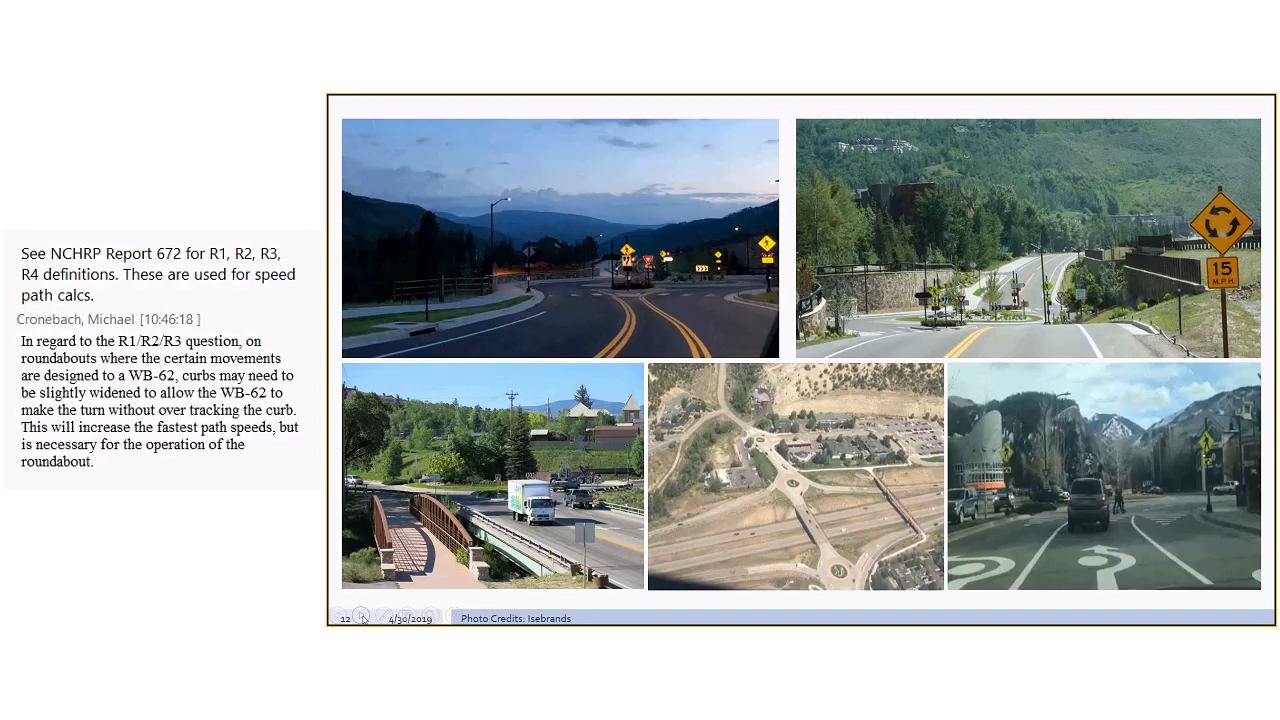 See NCHRP Report 672 for R1, R2, R3,
R4 definitions. These are used for speed
path calcs.
Cronebach, Michael [10:46:18 ]
In regard to the R1/R2/R3 question, on
roundabouts where the certain movements
are designed to a WB-62, curbs may need to
be slightly widened to allow the WB-62 to
make the turn without over tracking the curb.
This will increase the fastest path speeds, but
is necessary for the operation of the
roundabout.
15
M.P.H.
12 4/30/2019 Photo Credits: Isebrands